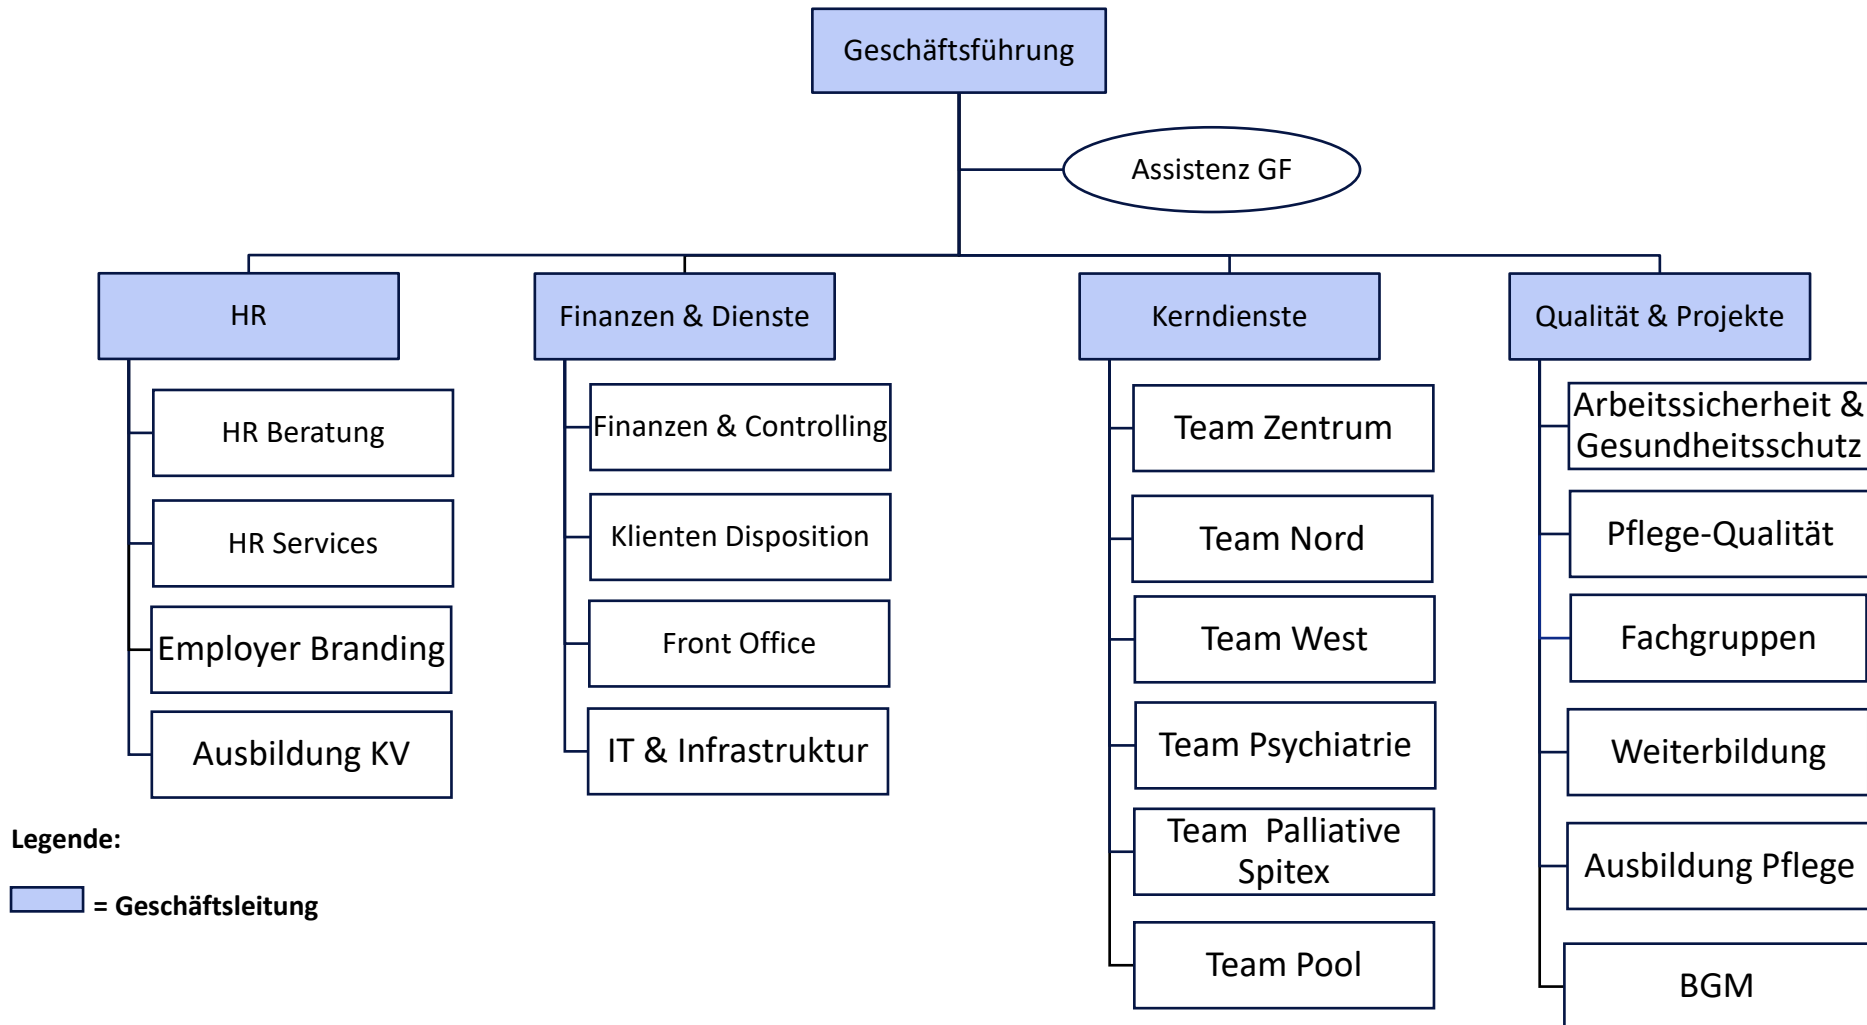 Geschäftsführung
Assistenz GF
HR
Finanzen & Dienste
Kerndienste
Qualität & Projekte
HR Beratung
HR Services
Employer Branding
Ausbildung KV
Finanzen & Controlling
Klienten Disposition
Front Office
IT & Infrastruktur
Team Zentrum
Team Nord
Team West
Team Psychiatrie
Team  Palliative
Spitex
Team Pool
Arbeitssicherheit &
Gesundheitsschutz
Pflege-Qualität
Fachgruppen
Weiterbildung
Ausbildung Pflege
BGM
Legende:
= Geschäftsleitung